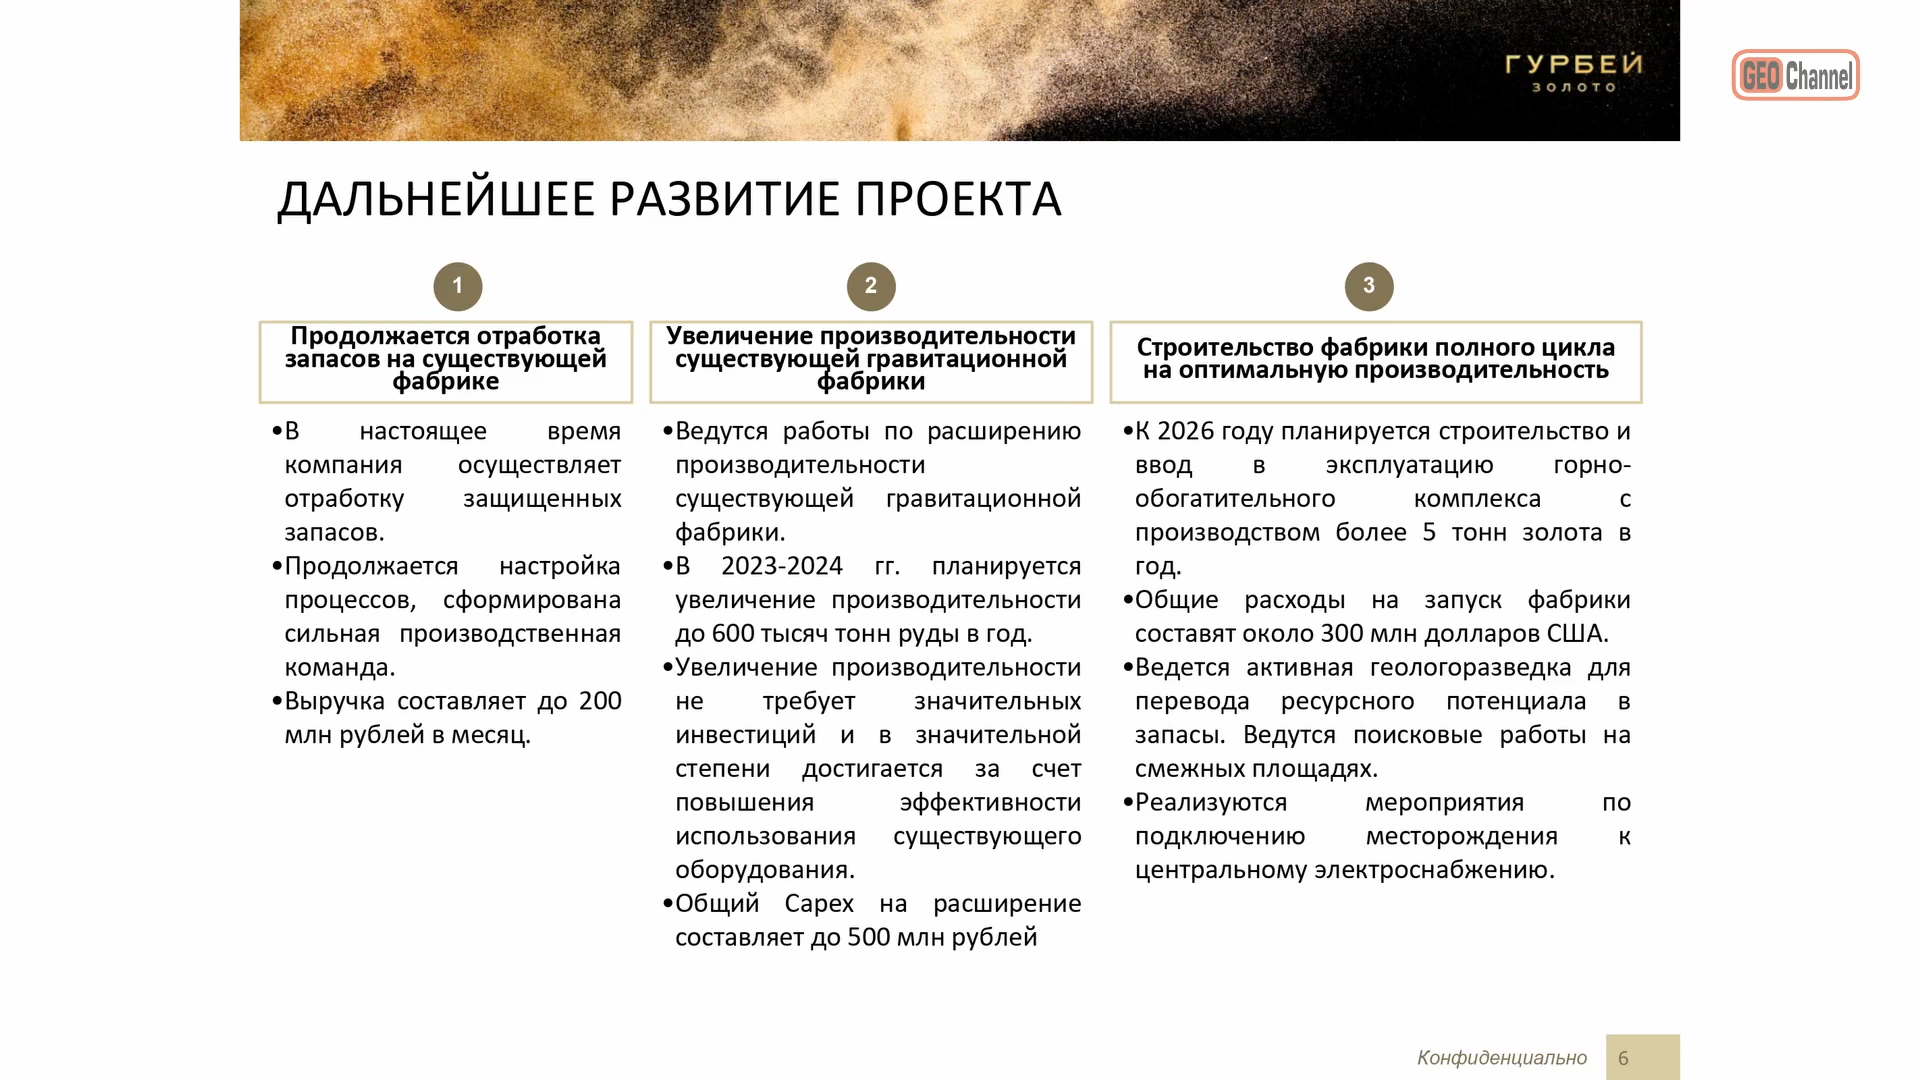 ГУРБЕЙ
ЗОЛОТО
GEO Channel
ДАЛЬНЕЙШЕЕ РАЗВИТИЕ ПРОЕКТА
1
Продолжается отработка
запасов на существующей
фабрике
•В настоящее время
компания осуществляет
отработку защищенных
запасов.
•Продолжается настройка
процессов, сформирована
сильная производственная
команда.
•Выручка составляет до 200
млн рублей в месяц.
2
Увеличение производительности
существующей гравитационной
фабрики
•Ведутся работы по расширению
производительности
существующей гравитационной
фабрики.
•В 2023-2024 гг. планируется
увеличение производительности
до 600 тысяч тонн руды в год.
•Увеличение производительности
не требует значительных
инвестиций и в значительной
степени достигается за счет
повышения эффективности
использования существующего
оборудования.
•Общий Capex на расширение
составляет до 500 млн рублей
3
Строительство фабрики полного цикла
на оптимальную производительность
•К 2026 году планируется строительство и
ввод в эксплуатацию горно-
обогатительного комплекса с
производством более 5 тонн золота в
год.
•Общие расходы на запуск фабрики
составят около 300 млн долларов США.
•Ведется активная геологоразведка для
перевода ресурсного потенциала в
запасы. Ведутся поисковые работы на
смежных площадях.
•Реализуются мероприятия по
подключению месторождения к
центральному электроснабжению.
Конфиденциально
6